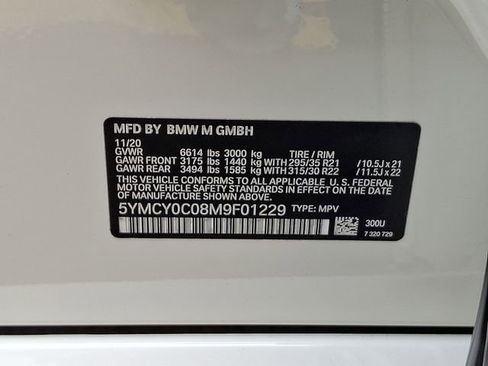 MFD BY BMW M GMBH
11/20
GVWR 6614 lbs 3000 kg TIRE / RIM
GAWR FRONT 3175 lbs 1440 kg WITH 295/35 R21 /10.5J x 21
GAWR REAR 3494 lbs 1585 kg WITH 315/30 R22 /11.5J x 22
THIS VEHICLE CONFORMS TO ALL APPLICABLE U. S. FEDERAL
MOTOR VEHICLE SAFETY AND THEFT PREVENTION
STANDARDS IN EFFECT ON THE DATE OF
MANUFACTURE SHOWN ABOVE.
5YMCY0C08M9F01229 TYPE: MPV
300U
7 320 729